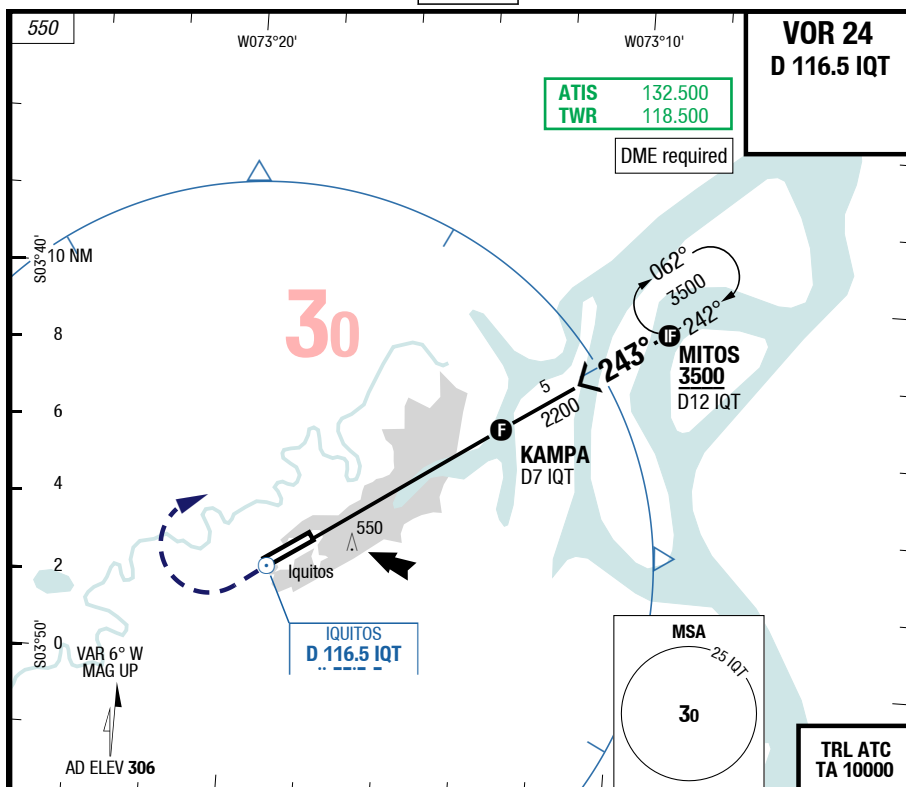 550
W073°20'
W073°10'
VOR 24
D 116.5 IQT
ATIS 132.500
TWR 118.500
DME required
S03°40'
10 NM
30
062°
3500
242°
8
243°
IF
MITOS
3500
D12 IQT
5
2200
6
F
KAMPA
D7 IQT
4
550
2
Iquitos
IQUITOS
D 116.5 IQT
S03°50'
0
VAR 6° W
MAG UP
MSA
25 IQT
30
AD ELEV 306
TRL ATC
TA 10000